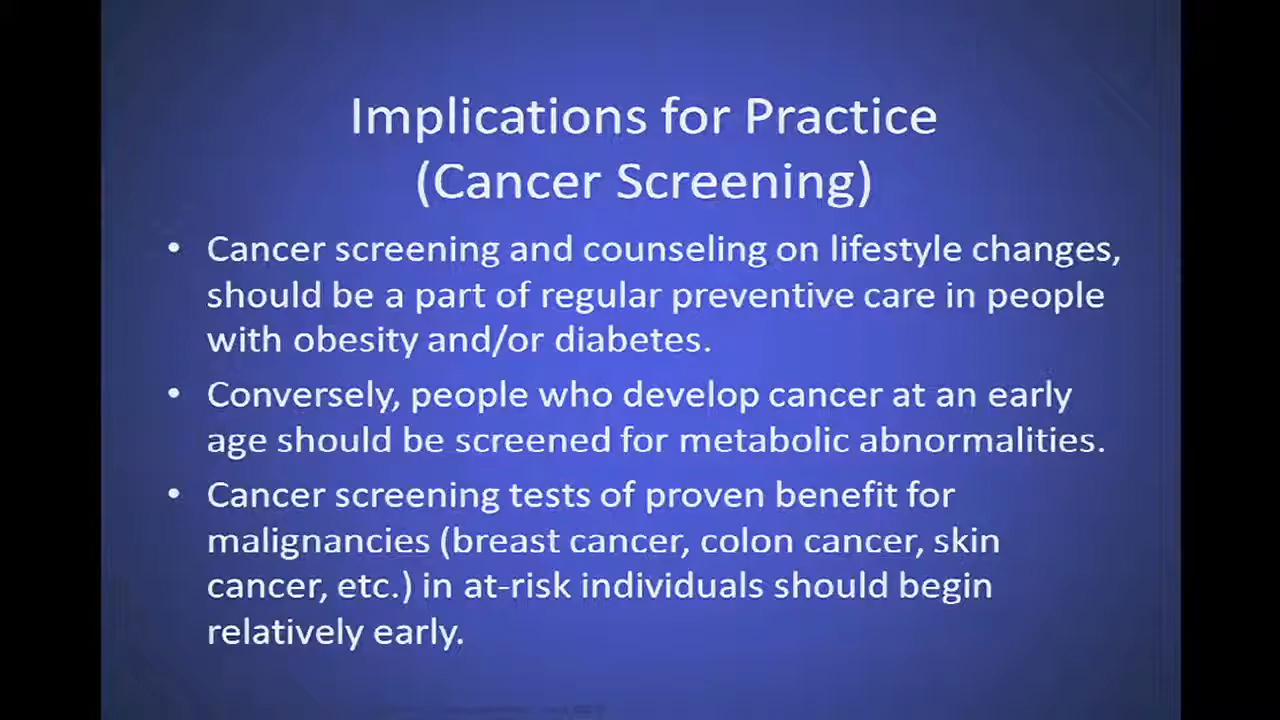 Implications for Practice
(Cancer Screening)
• Cancer screening and counseling on lifestyle changes,
should be a part of regular preventive care in people
with obesity and/or diabetes.
• Conversely, people who develop cancer at an early
age should be screened for metabolic abnormalities.
• Cancer screening tests of proven benefit for
malignancies (breast cancer, colon cancer, skin
cancer, etc.) in at-risk individuals should begin
relatively early.